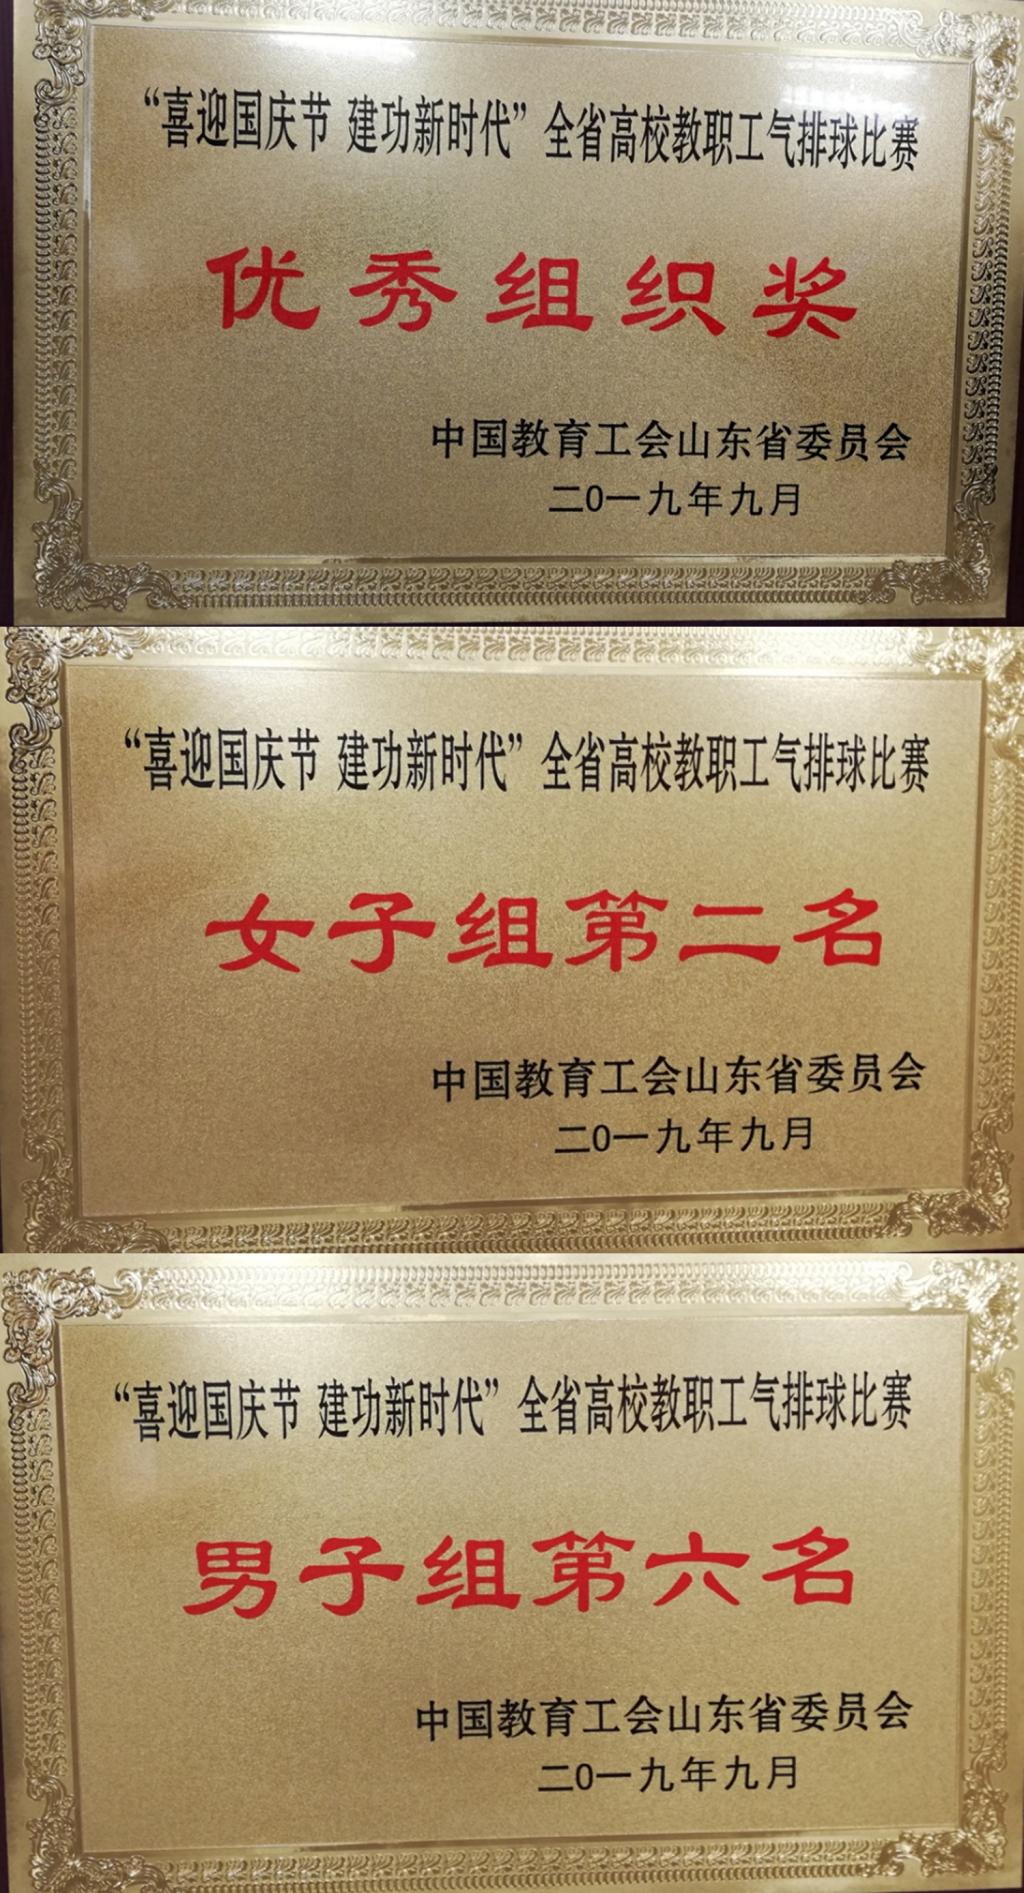 “喜迎国庆节 建功新时代”全省高校教职工气排球比赛
优秀组织奖
中国教育工会山东省委员会
二0一九年九月
“喜迎国庆节 建功新时代”全省高校教职工气排球比赛
女子组第二名
中国教育工会山东省委员会
二0一九年九月
“喜迎国庆节 建功新时代”全省高校教职工气排球比赛
男子组第六名
中国教育工会山东省委员会
二0一九年九月